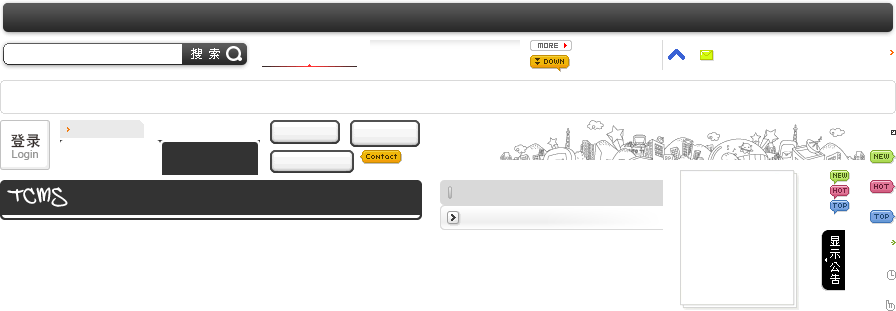 搜 索
MORE
DOWN
登录
Login
Contact
NEW
NEW
HOT
HOT
TOP
TOP
TCMS
显示公告